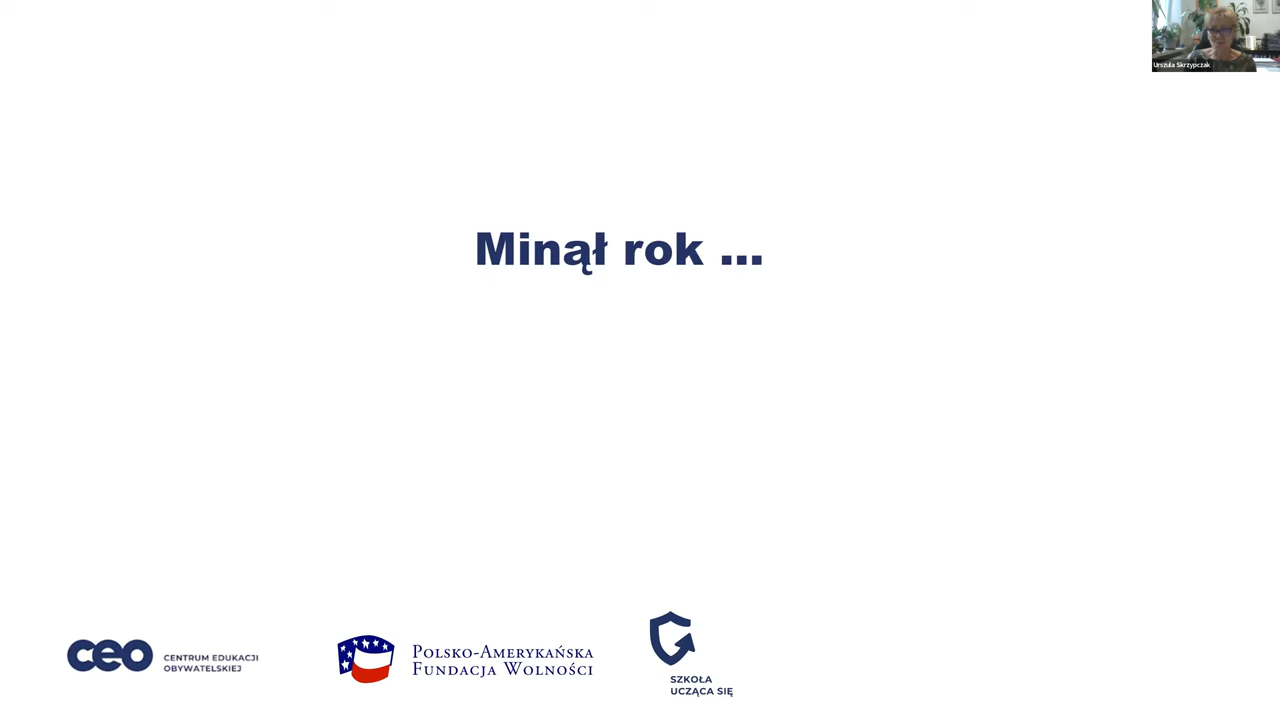 Urszula Skrzypczak
Minął rok ...
ceo
CENTRUM EDUKACJI
OBYWATELSKIEJ
POLSKO-AMERYKAŃSKA
FUNDACJA WOLNOŚCI
SZKOŁA
UCZĄCA SIĘ